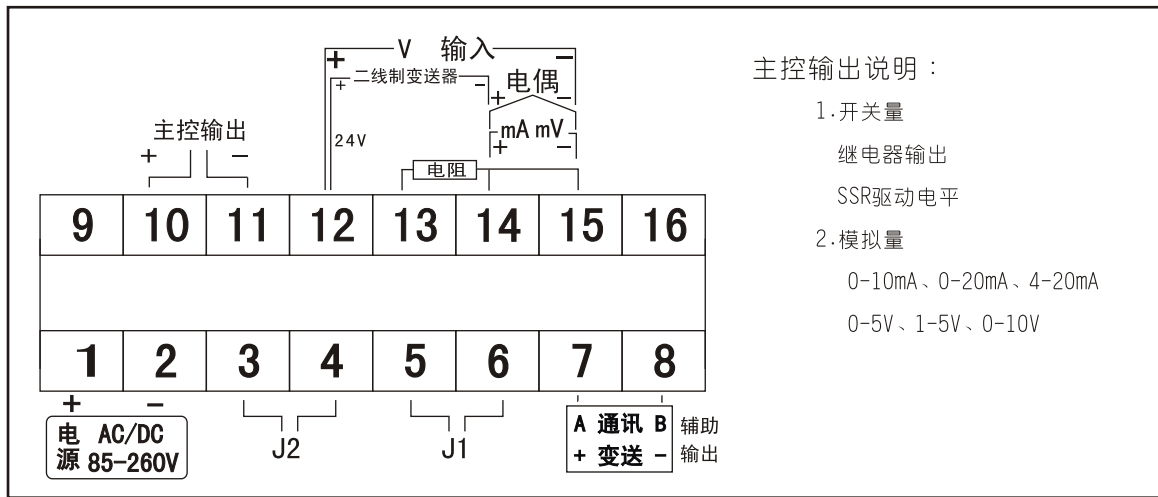 + V 输入 −
+ 二线制变送器 −
电偶
+ −
24V
mA mV
+ −
主控输出
+ −
电阻
9 10 11 12 13 14 15 16
1 2 3 4 5 6 7 8
+ −
电源 AC/DC
85-260V
J2
J1
A 通讯 B
+ 变送 −
辅助
输出
主控输出说明：
1.开关量
继电器输出
SSR驱动电平
2.模拟量
0-10mA、0-20mA、4-20mA
0-5V、1-5V、0-10V